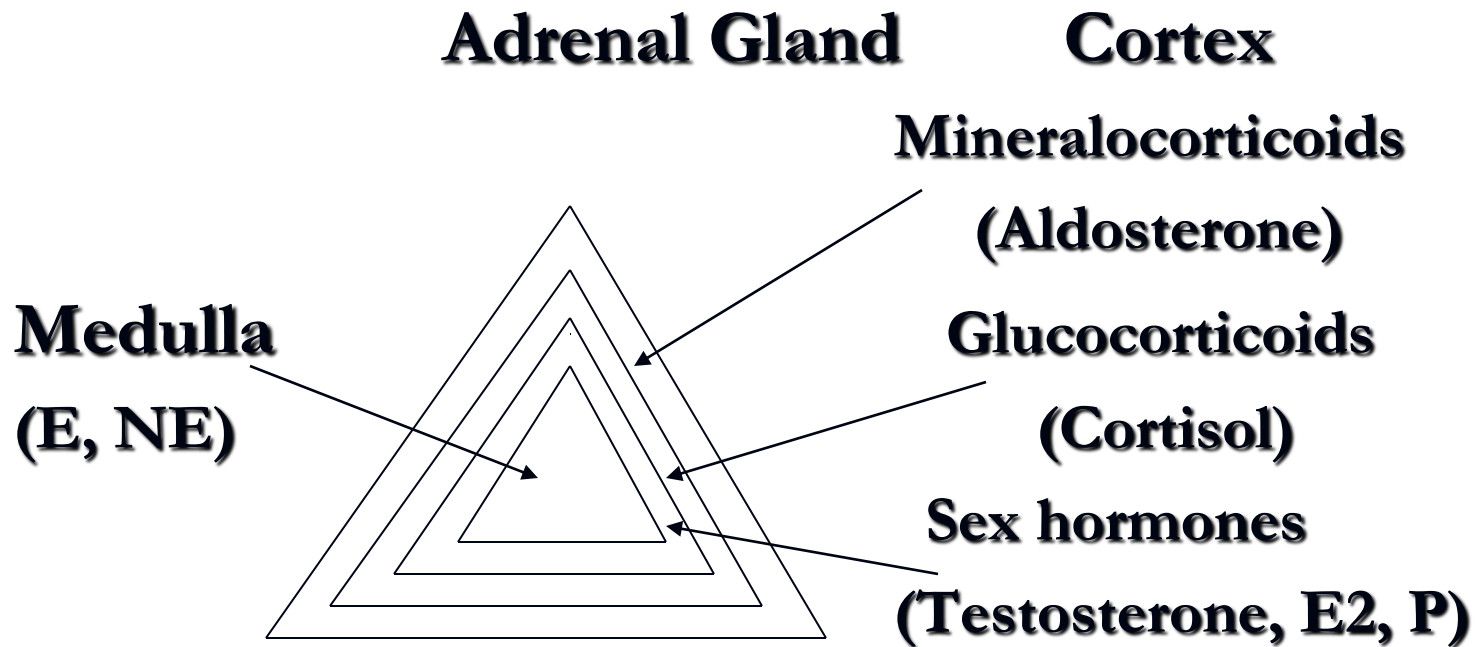 Adrenal Gland
Cortex
Mineralocorticoids
(Aldosterone)
Medulla
(E, NE)
Glucocorticoids
(Cortisol)
Sex hormones
(Testosterone, E2, P)